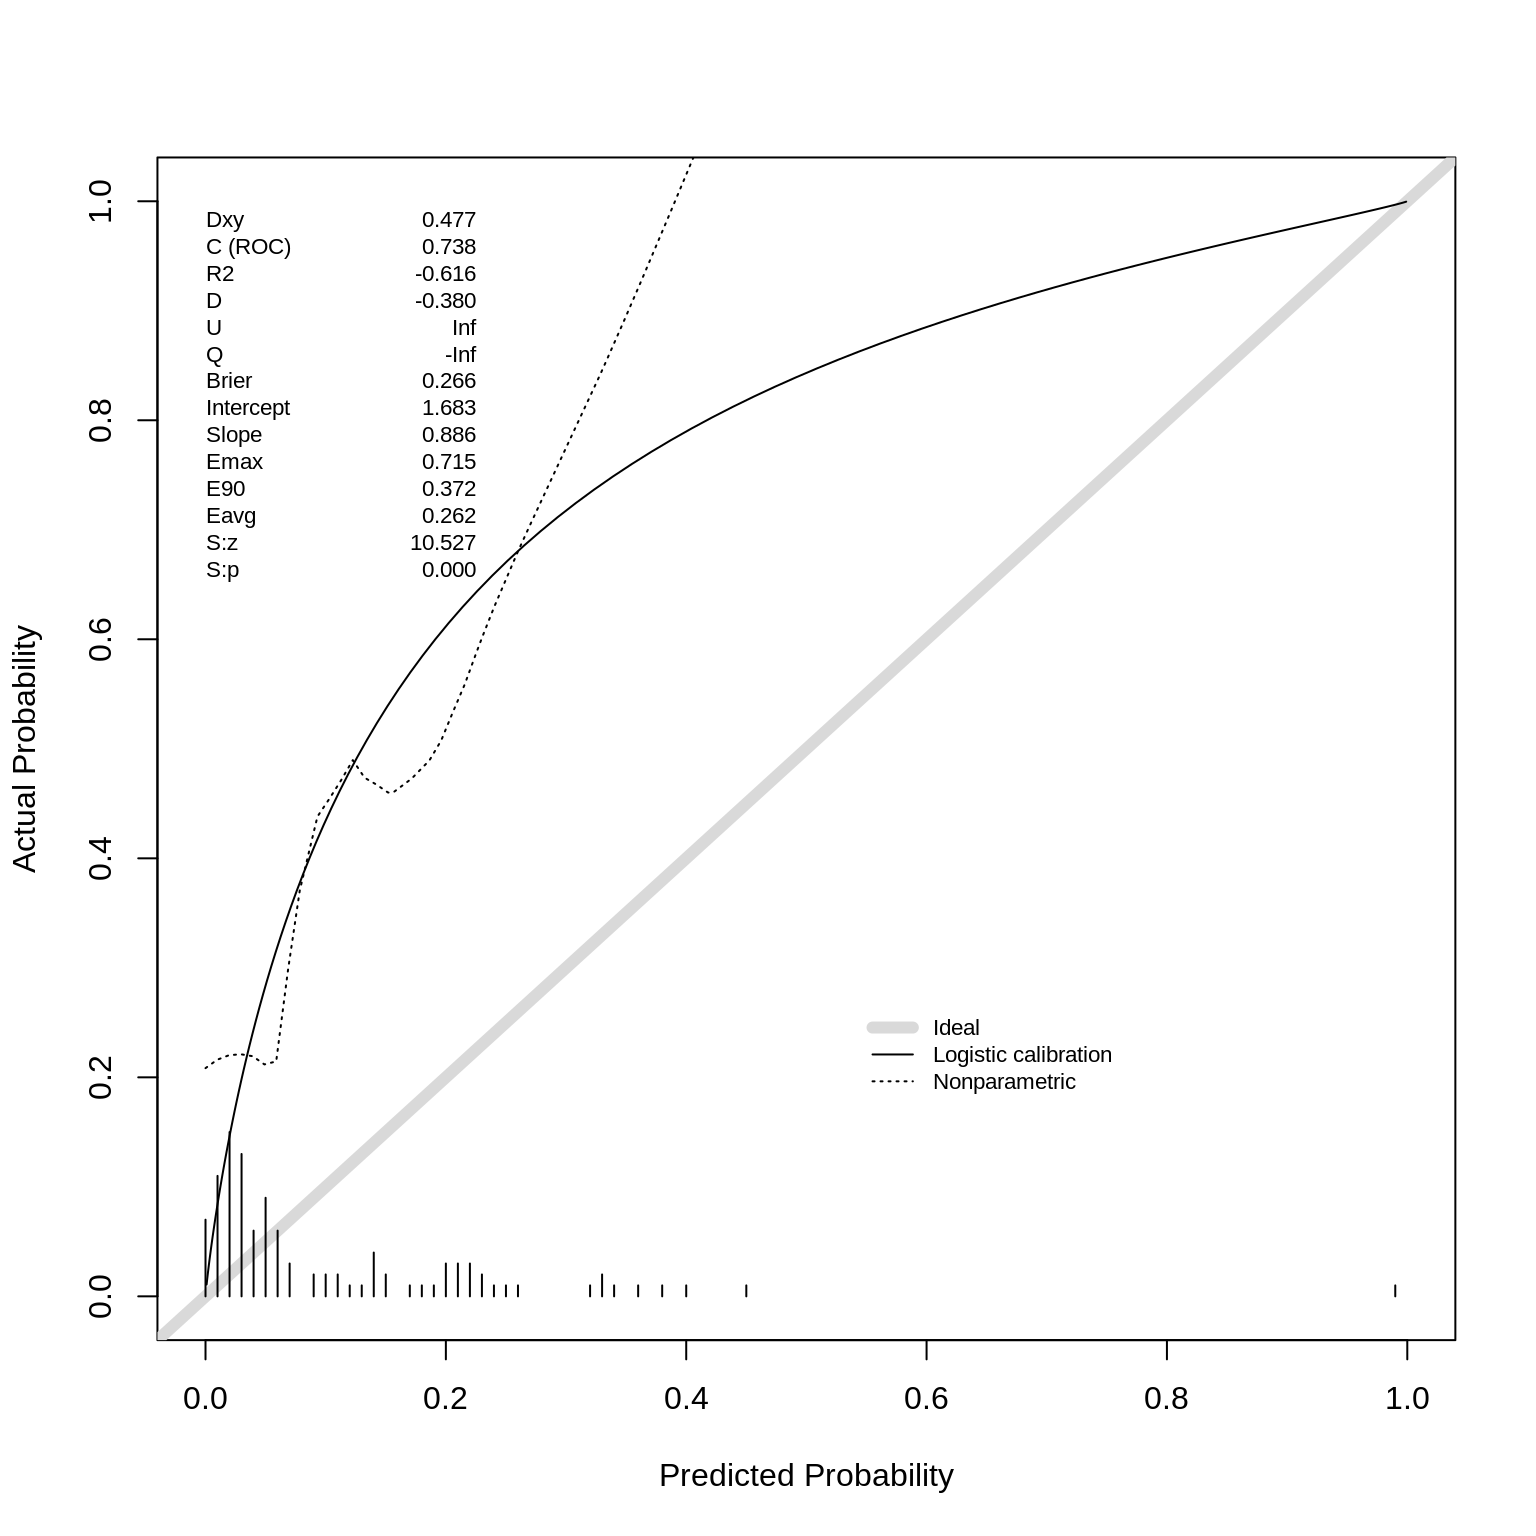 Dxy 0.477
C (ROC) 0.738
R2 -0.616
D -0.380
U Inf
Q -Inf
Brier 0.266
Intercept 1.683
Slope 0.886
Emax 0.715
E90 0.372
Eavg 0.262
S:z 10.527
S:p 0.000
Ideal
Logistic calibration
Nonparametric
Actual Probability
1.0
0.8
0.6
0.4
0.2
0.0
0.0 0.2 0.4 0.6 0.8 1.0
Predicted Probability